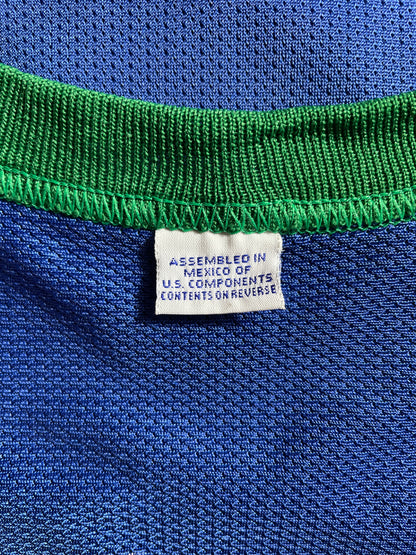 ASSEMBLED IN
MEXICO OF
U.S. COMPONENTS
CONTENTS ON REVERSE